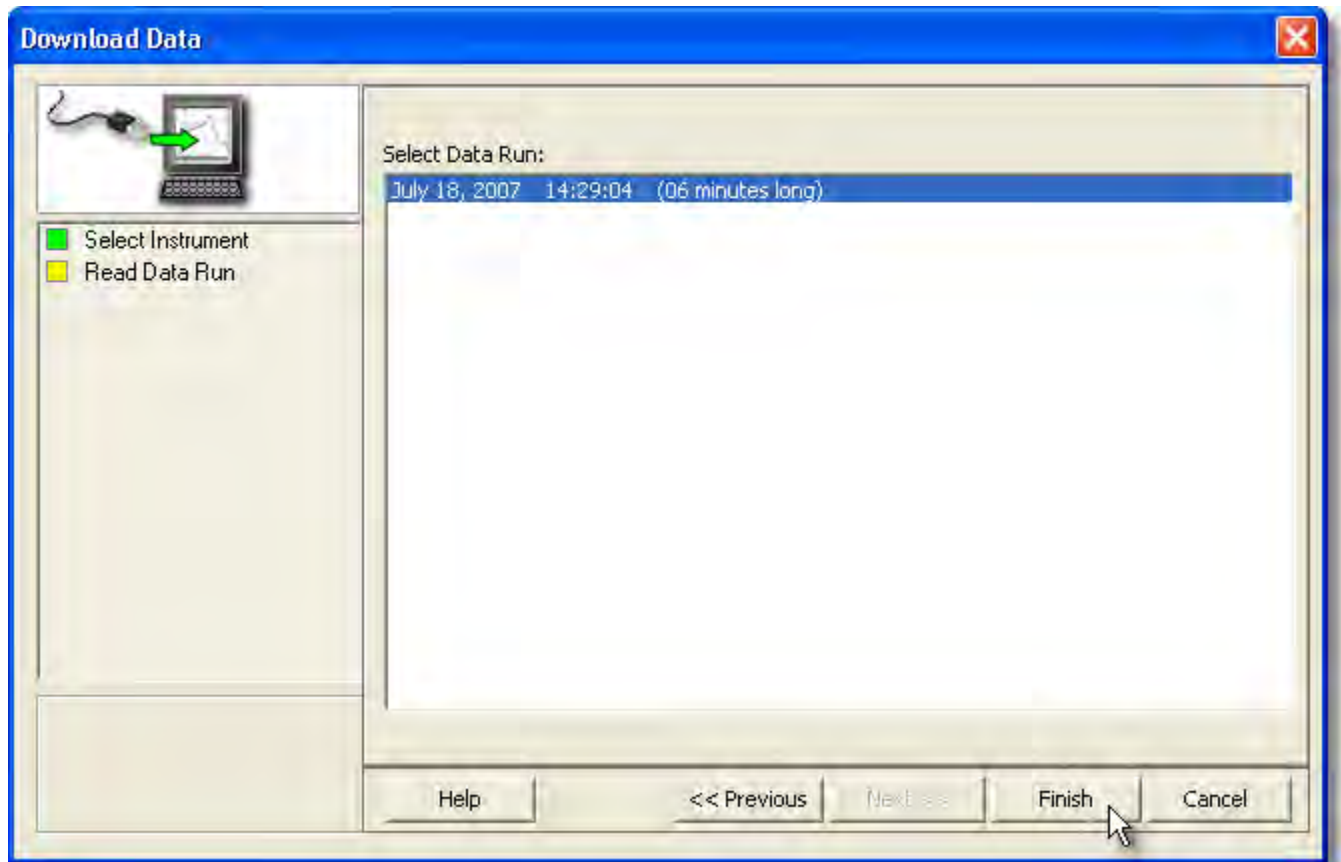 Download Data
Select Instrument
Read Data Run
Select Data Run:
July 18, 2007 14:29:04 (06 minutes long)
Help << Previous Next >> Finish Cancel